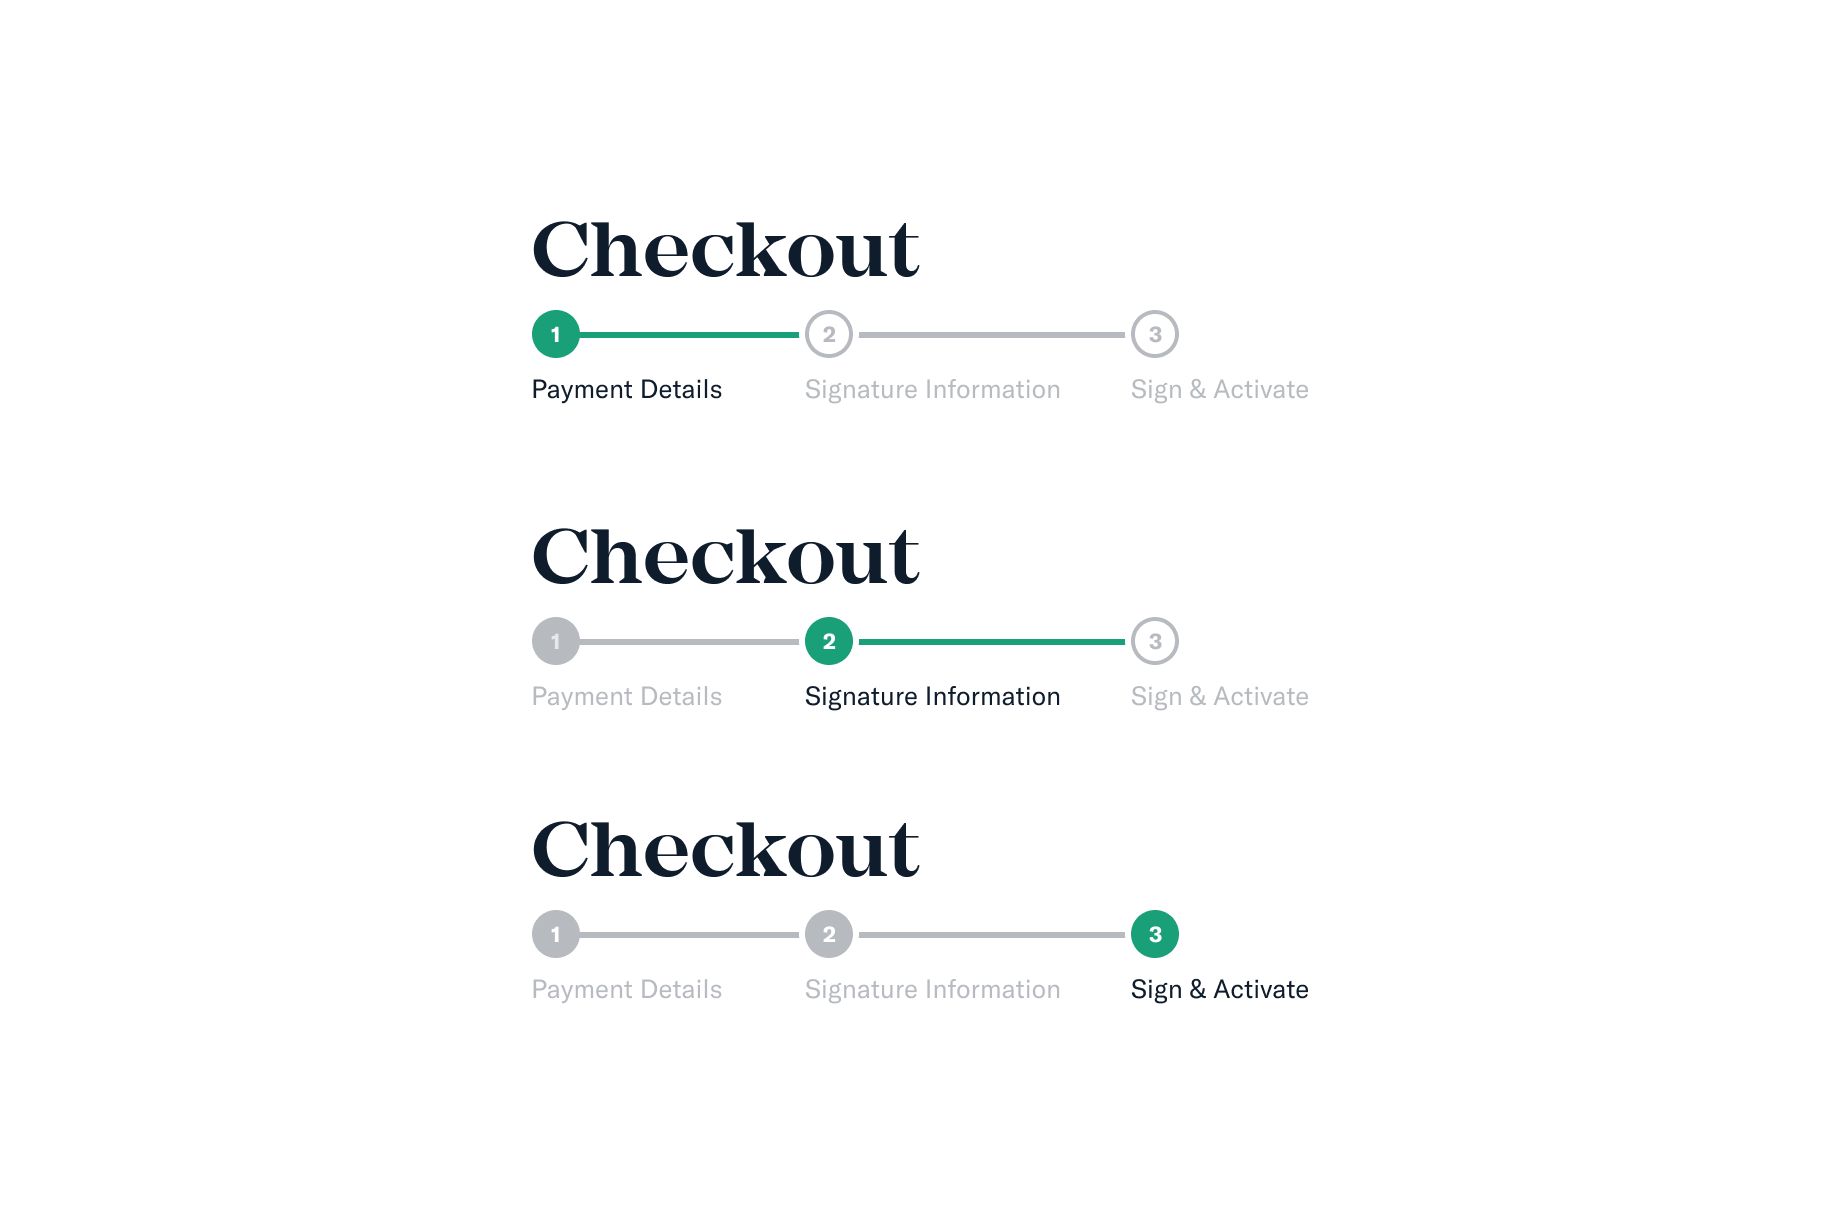 Checkout
1 2 3
Payment Details Signature Information Sign & Activate
Checkout
1 2 3
Payment Details Signature Information Sign & Activate
Checkout
1 2 3
Payment Details Signature Information Sign & Activate